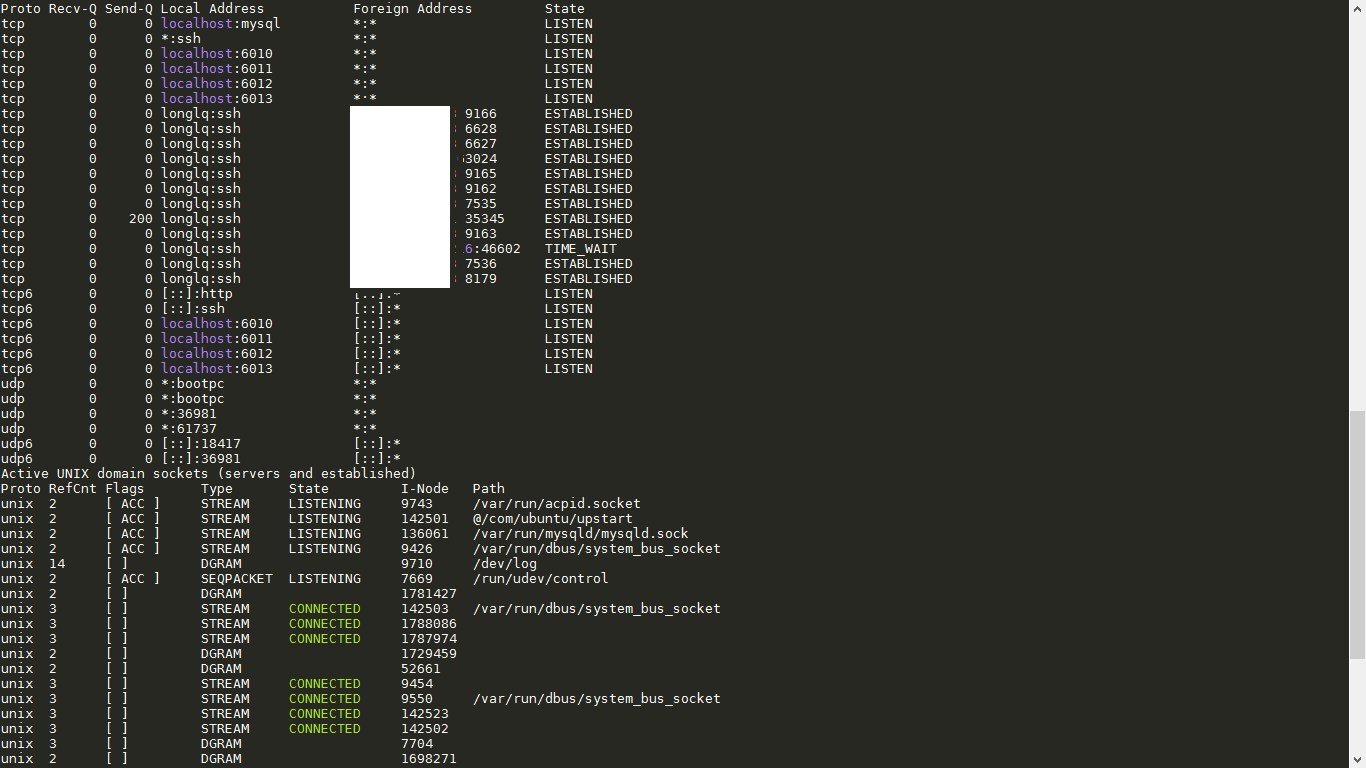 Proto Recv-Q Send-Q Local Address           Foreign Address         State
tcp        0      0 localhost:mysql         *:*                     LISTEN
tcp        0      0 *:ssh                   *:*                     LISTEN
tcp        0      0 localhost:6010          *:*                     LISTEN
tcp        0      0 localhost:6011          *:*                     LISTEN
tcp        0      0 localhost:6012          *:*                     LISTEN
tcp        0      0 localhost:6013          *:*                     LISTEN
tcp        0      0 longlq:ssh              9166          ESTABLISHED
tcp        0      0 longlq:ssh              6628          ESTABLISHED
tcp        0      0 longlq:ssh              6627          ESTABLISHED
tcp        0      0 longlq:ssh              3024          ESTABLISHED
tcp        0      0 longlq:ssh              9165          ESTABLISHED
tcp        0      0 longlq:ssh              9162          ESTABLISHED
tcp        0      0 longlq:ssh              7535          ESTABLISHED
tcp        0    200 longlq:ssh              35345         ESTABLISHED
tcp        0      0 longlq:ssh              9163          ESTABLISHED
tcp        0      0 longlq:ssh              6:46602       TIME_WAIT
tcp        0      0 longlq:ssh              7536          ESTABLISHED
tcp        0      0 longlq:ssh              8179          ESTABLISHED
tcp6       0      0 [::]:http               [::]:*                  LISTEN
tcp6       0      0 [::]:ssh                [::]:*                  LISTEN
tcp6       0      0 localhost:6010          [::]:*                  LISTEN
tcp6       0      0 localhost:6011          [::]:*                  LISTEN
tcp6       0      0 localhost:6012          [::]:*                  LISTEN
tcp6       0      0 localhost:6013          [::]:*                  LISTEN
udp        0      0 *:bootpc                *:*
udp        0      0 *:bootpc                *:*
udp        0      0 *:36981                 *:*
udp        0      0 *:61737                 *:*
udp6       0      0 [::]:18417              [::]:*
udp6       0      0 [::]:36981              [::]:*
Active UNIX domain sockets (servers and established)
Proto RefCnt Flags       Type       State         I-Node   Path
unix  2      [ ACC ]     STREAM     LISTENING     9743     /var/run/acpid.socket
unix  2      [ ACC ]     STREAM     LISTENING     142501   @/com/ubuntu/upstart
unix  2      [ ACC ]     STREAM     LISTENING     136061   /var/run/mysqld/mysqld.sock
unix  2      [ ACC ]     STREAM     LISTENING     9426     /var/run/dbus/system_bus_socket
unix  14     [ ]         DGRAM                    9710     /dev/log
unix  2      [ ACC ]     SEQPACKET  LISTENING     7669     /run/udev/control
unix  2      [ ]         DGRAM                    1781427
unix  3      [ ]         STREAM     CONNECTED     142503   /var/run/dbus/system_bus_socket
unix  3      [ ]         STREAM     CONNECTED     1788086
unix  3      [ ]         STREAM     CONNECTED     1787974
unix  2      [ ]         DGRAM                    1729459
unix  2      [ ]         DGRAM                    52661
unix  3      [ ]         STREAM     CONNECTED     9454
unix  3      [ ]         STREAM     CONNECTED     9550     /var/run/dbus/system_bus_socket
unix  3      [ ]         STREAM     CONNECTED     142523
unix  3      [ ]         STREAM     CONNECTED     142502
unix  3      [ ]         DGRAM                    7704
unix  2      [ ]         DGRAM                    1698271